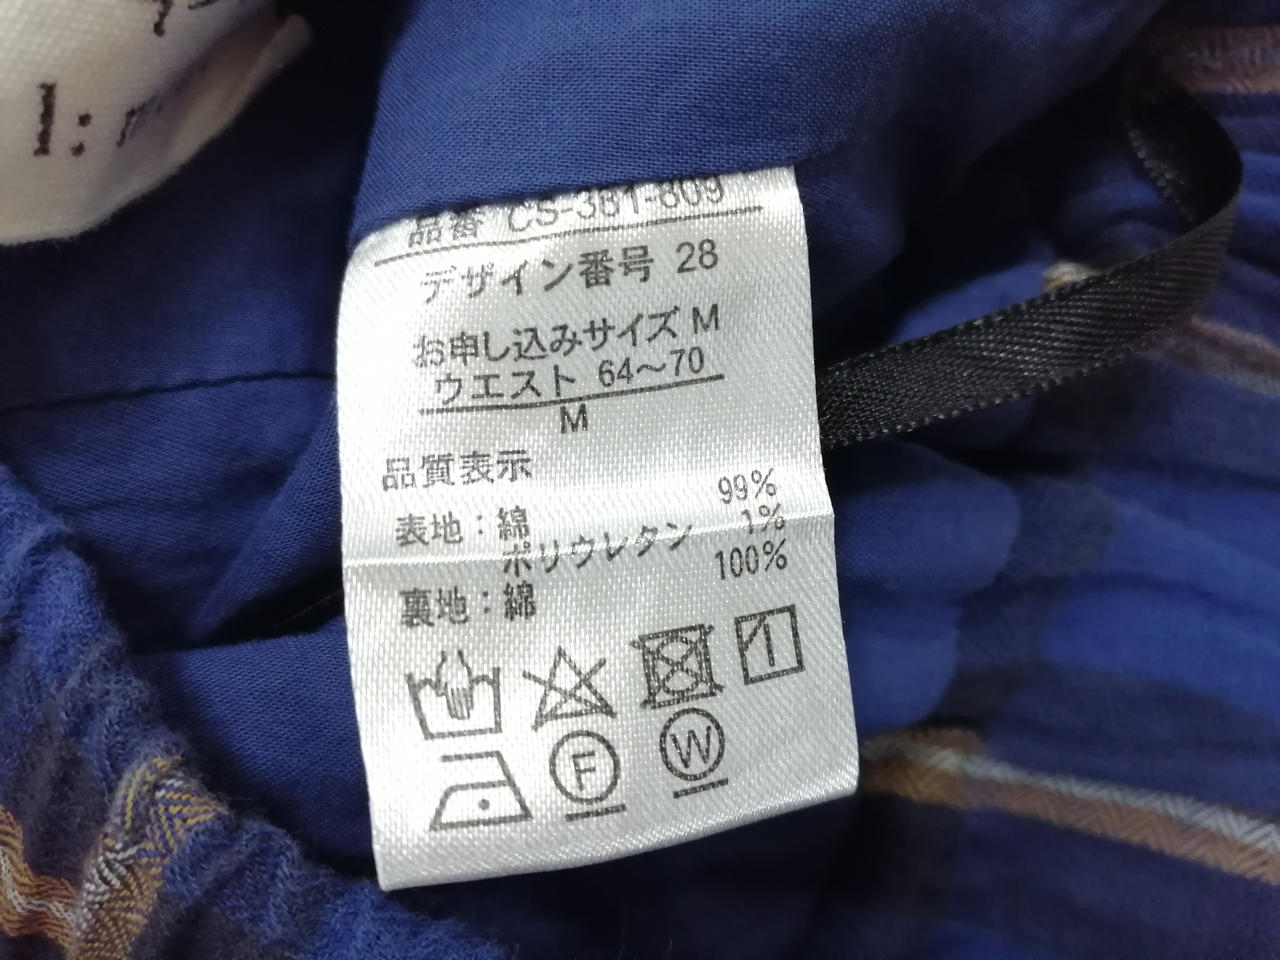 品番 CS-381-809
デザイン番号 28
お申し込みサイズ M
ウエスト 64～70
M
品質表示
表地：綿 99%
ポリウレタン 1%
裏地：綿 100%
F
W